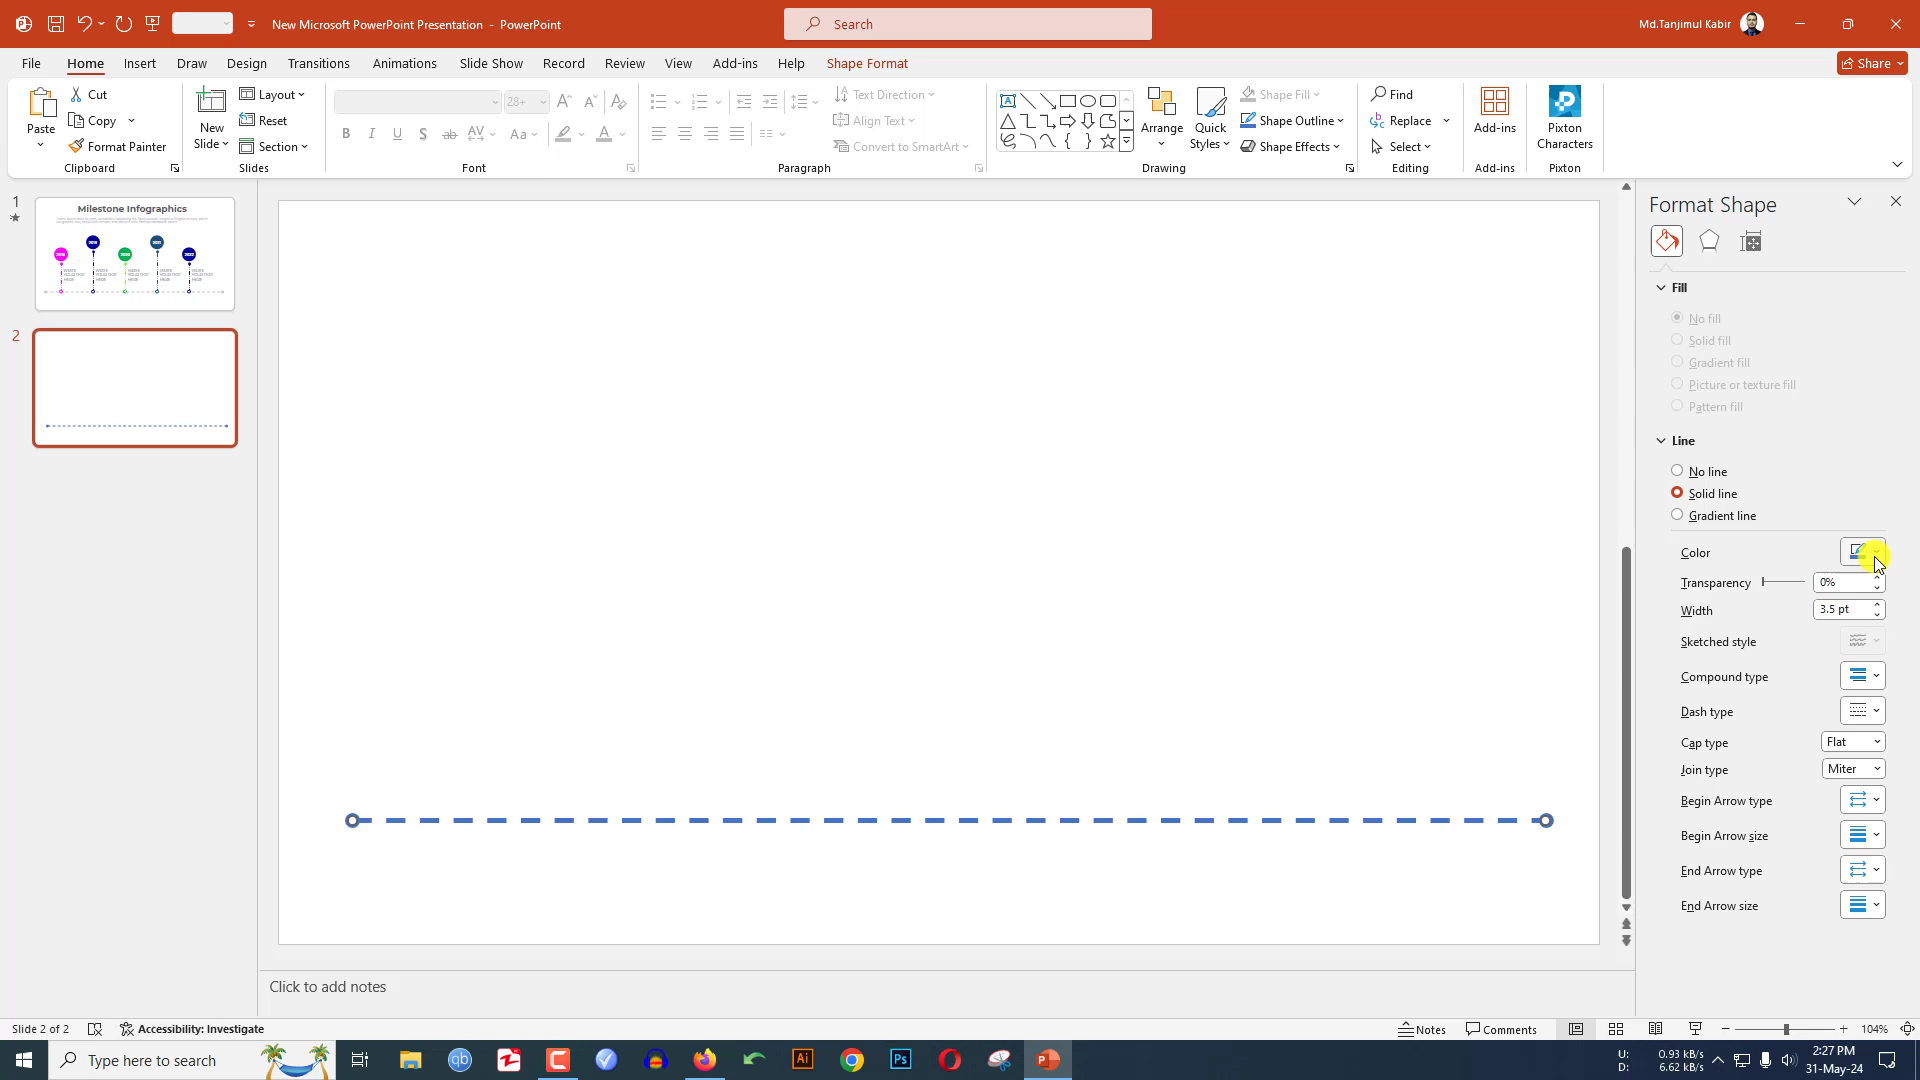 New Microsoft PowerPoint Presentation - PowerPoint
Search
Md.Tanjimul Kabir
File Home Insert Draw Design Transitions Animations Slide Show Record Review View Add-ins Help Shape Format
Share
Paste
Cut
Copy
Format Painter
Clipboard
New Slide
Layout
Reset
Section
Slides
28+
Font
Paragraph
Text Direction
Align Text
Convert to SmartArt
Arrange
Quick Styles
Shape Fill
Shape Outline
Shape Effects
Drawing
Find
Replace
Select
Editing
Add-ins
Add-ins
Pixton Characters
Pixton
1
Milestone Infographics
2
Format Shape
Fill
No fill
Solid fill
Gradient fill
Picture or texture fill
Pattern fill
Line
No line
Solid line
Gradient line
Color
Transparency 0%
Width 3.5 pt
Sketched style
Compound type
Dash type
Cap type Flat
Join type Miter
Begin Arrow type
Begin Arrow size
End Arrow type
End Arrow size
Click to add notes
Slide 2 of 2
Accessibility: Investigate
Notes
Comments
104%
Type here to search
U: 0.93 kB/s
D: 6.62 kB/s
2:27 PM
31-May-24